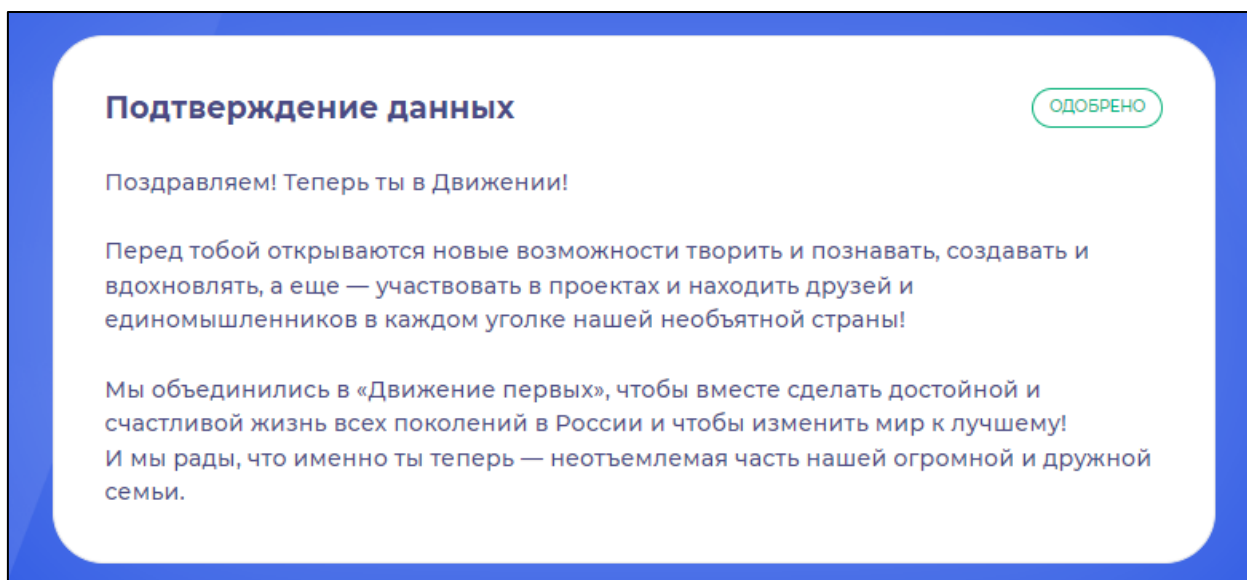 Подтверждение данных
ОДОБРЕНО
Поздравляем! Теперь ты в Движении!
Перед тобой открываются новые возможности творить и познавать, создавать и
вдохновлять, а еще — участвовать в проектах и находить друзей и
единомышленников в каждом уголке нашей необъятной страны!
Мы объединились в «Движение первых», чтобы вместе сделать достойной и
счастливой жизнь всех поколений в России и чтобы изменить мир к лучшему!
И мы рады, что именно ты теперь — неотъемлемая часть нашей огромной и дружной
семьи.